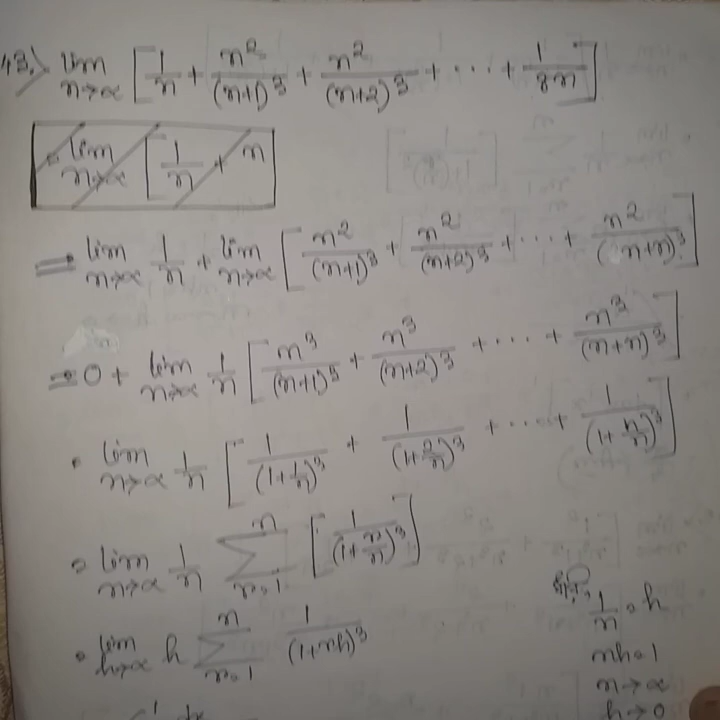 43.) lim n→∝ [1/n + n²/(n+1)³ + n²/(n+2)³ + ··· + 1/8n]
lim n→∝ [1/n + n
= lim n→∝ 1/n + lim n→∝ [n²/(n+1)³ + n²/(n+2)³ + ··· + n²/(n+n)³]
= 0 + lim n→∝ 1/n [n³/(n+1)³ + n³/(n+2)³ + ··· + n³/(n+n)³]
= lim n→∝ 1/n [1/(1+1/n)³ + 1/(1+2/n)³ + ··· + 1/(1+n/n)³]
= lim n→∝ 1/n ∑ r=1 n [1/(1+r/n)³]
= lim h→∝ h ∑ r=1 n 1/(1+rh)³
1/n = h
nh=1
n→∝
h→0